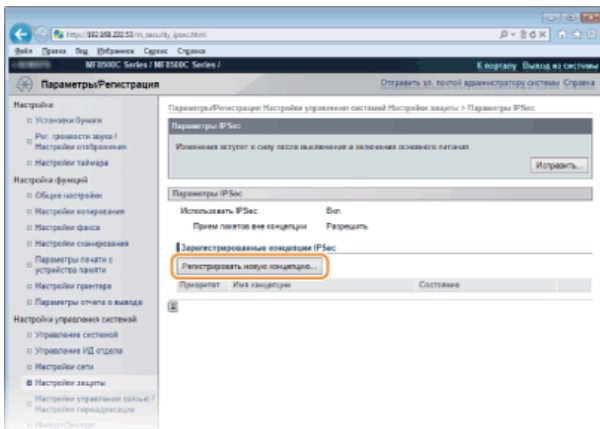 Файл Правка Вид Избранное Сервис Справка
MF8500C Series / MF8500C Series /
К порталу Выход из системы
Параметры/Регистрация
Отправить эл. почтой администратору системы Справка
Настройка
Установки бумаги
Рег. громкости звука /
Настройки отображения
Настройки таймера
Настройки функций
Общие настройки
Настройки копирования
Настройки факса
Настройки сканирования
Параметры печати с
устройства памяти
Настройки принтера
Параметры отчета о выводе
Настройки управления системой
Управление системой
Управление ИД отдела
Настройки сети
Настройки защиты
Настройки управления связью /
Настройки переадресации
Импорт/Экспорт
Параметры/Регистрация: Настройки управления системой: Настройки защиты > Параметры IPSec
Параметры IPSec
Изменения вступят в силу после выключения и включения основного питания.
Исправить...
Параметры IPSec
Использовать IPSec: Вкл.
Прием пакетов вне концепции Разрешить
Зарегистрированные концепции IPSec
Регистрировать новую концепцию...
Приоритет Имя концепции Состояние